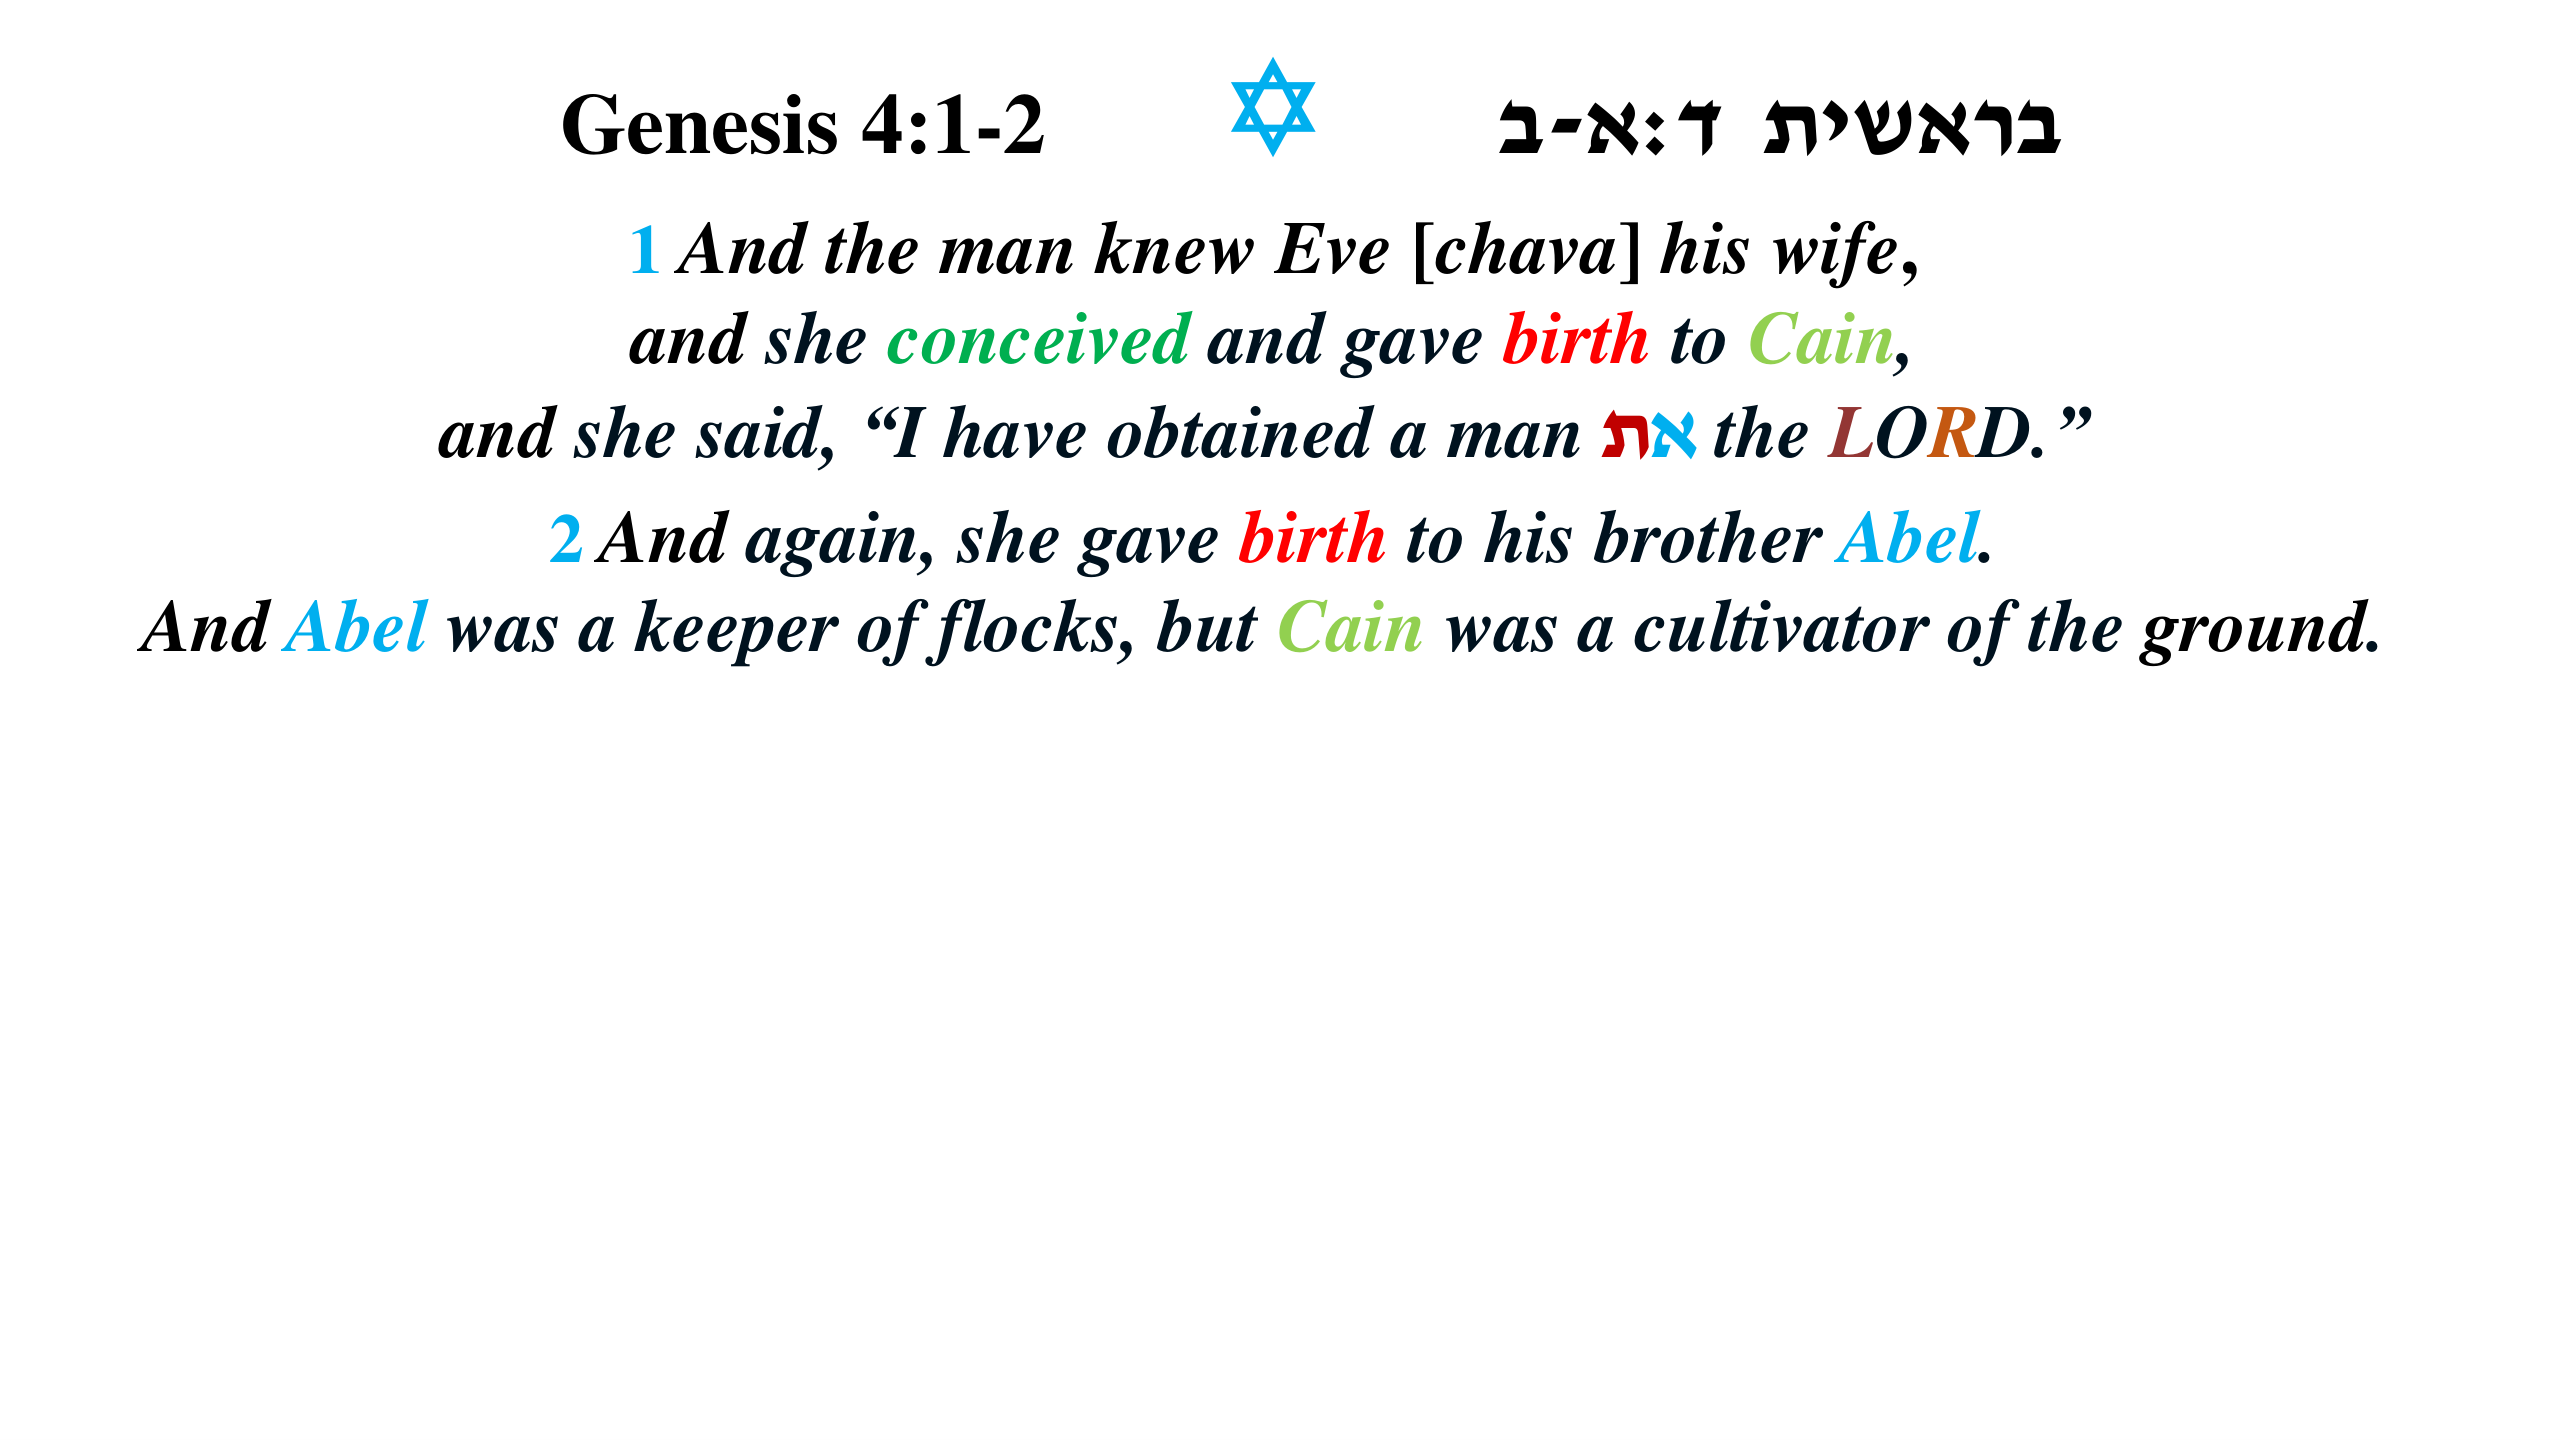 Genesis 4:1-2 ✡ בראשית ד:א-ב
1 And the man knew Eve [chava] his wife,
and she conceived and gave birth to Cain,
and she said, “I have obtained a man את the LORD.”
2 And again, she gave birth to his brother Abel.
And Abel was a keeper of flocks, but Cain was a cultivator of the ground.